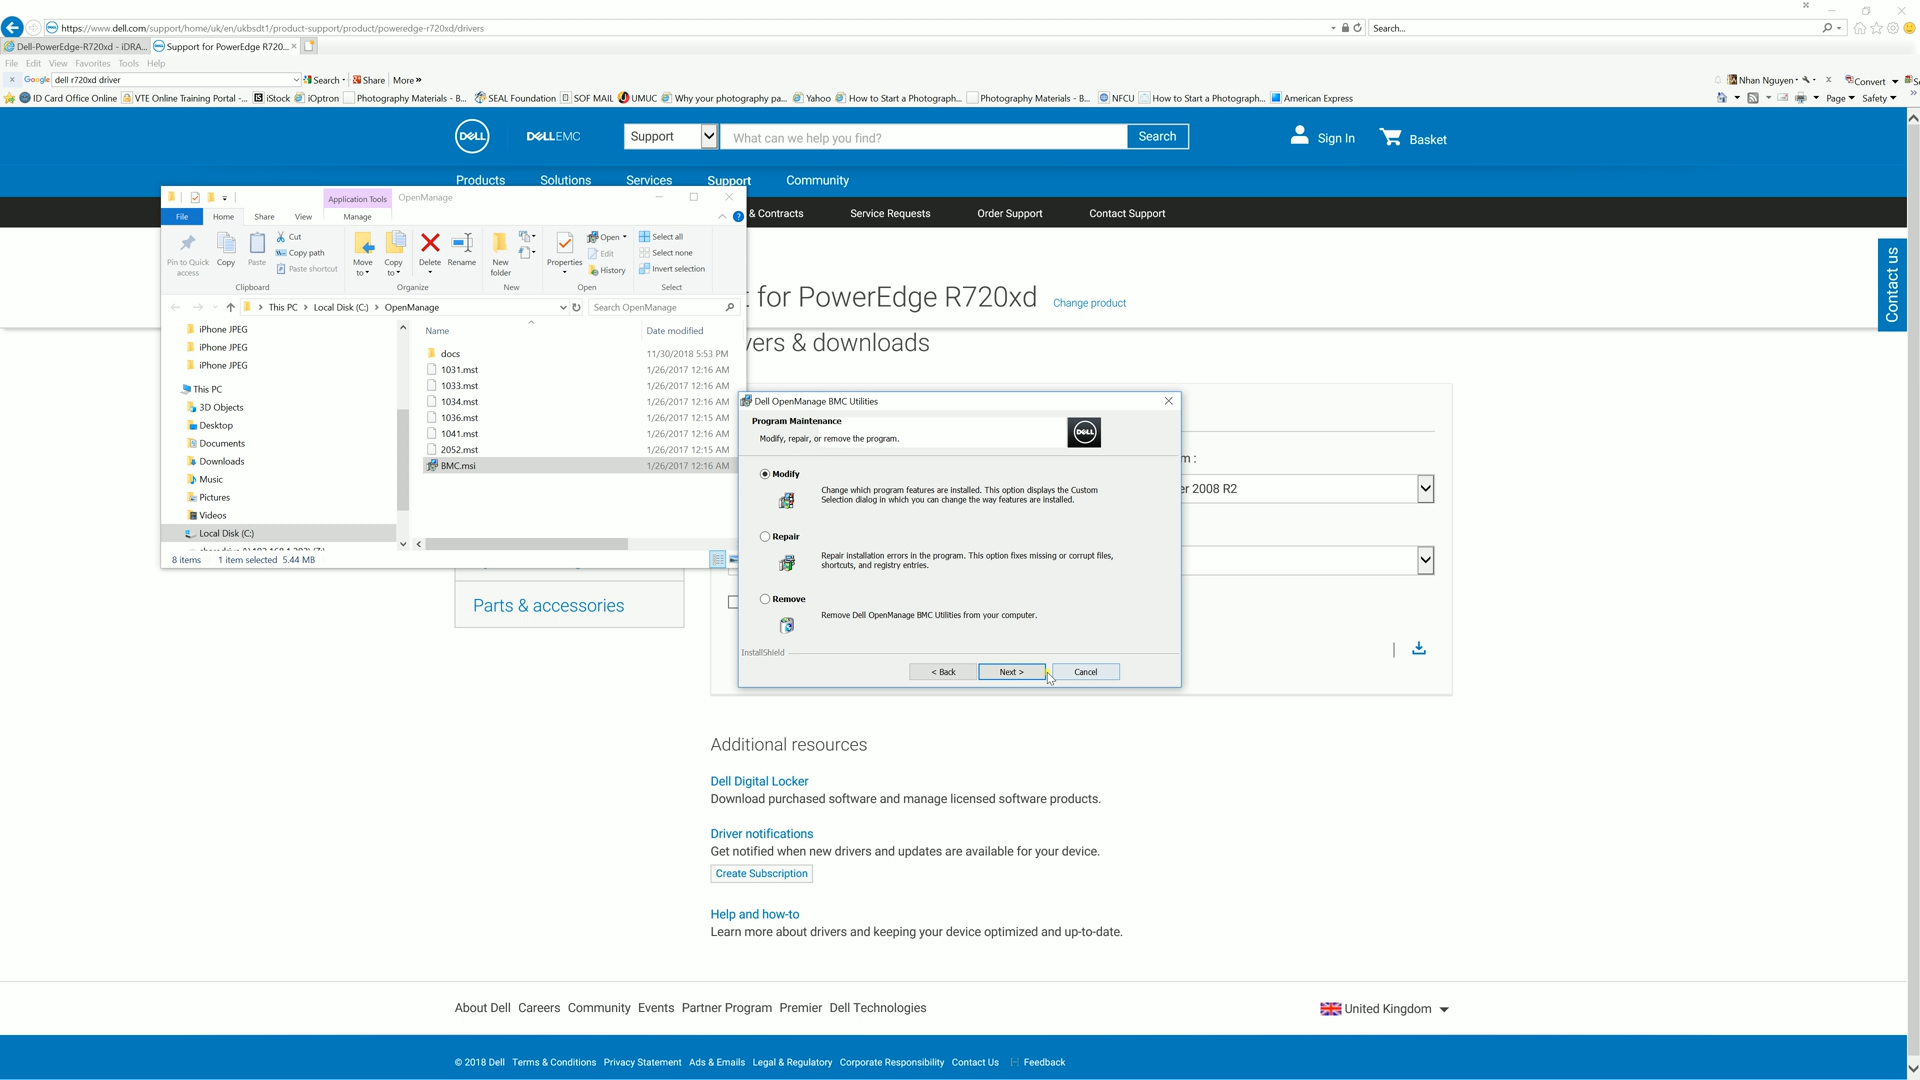 https://www.dell.com/support/home/uk/en/ukbsdt1/product-support/product/poweredge-r720xd/drivers
Search...
Dell-PowerEdge-R720xd - iDRA...
Support for PowerEdge R720...
File Edit View Favorites Tools Help
Google dell r720xd driver Search Share More »
Nhan Nguyen
Convert
ID Card Office Online VTE Online Training Portal -... iStock iOptron Photography Materials - B... SEAL Foundation SOF MAIL UMUC Why your photography pa... Yahoo How to Start a Photograph... Photography Materials - B... NFCU How to Start a Photograph... American Express
Page Safety
DELL
DELLEMC
Support
What can we help you find?
Search
Sign In
Basket
Products Solutions Services Support Community
& Contracts Service Requests Order Support Contact Support
Contact us
for PowerEdge R720xd Change product
vers & downloads
Application Tools OpenManage
File Home Share View Manage
Pin to Quick access
Copy
Paste
Cut
Copy path
Paste shortcut
Clipboard
Move to
Copy to
Delete
Rename
Organize
New folder
New
Properties
Open
Edit
History
Open
Select all
Select none
Invert selection
Select
This PC > Local Disk (C:) > OpenManage
Search OpenManage
iPhone JPEG
iPhone JPEG
iPhone JPEG
This PC
3D Objects
Desktop
Documents
Downloads
Music
Pictures
Videos
Local Disk (C:)
Name Date modified
docs 11/30/2018 5:53 PM
1031.mst 1/26/2017 12:16 AM
1033.mst 1/26/2017 12:16 AM
1034.mst 1/26/2017 12:16 AM
1036.mst 1/26/2017 12:15 AM
1041.mst 1/26/2017 12:16 AM
2052.mst 1/26/2017 12:15 AM
BMC.msi 1/26/2017 12:16 AM
8 items 1 item selected 5.44 MB
Dell OpenManage BMC Utilities
Program Maintenance
Modify, repair, or remove the program.
DELL
Modify
Change which program features are installed. This option displays the Custom
Selection dialog in which you can change the way features are installed.
Repair
Repair installation errors in the program. This option fixes missing or corrupt files,
shortcuts, and registry entries.
Remove
Remove Dell OpenManage BMC Utilities from your computer.
InstallShield
< Back
Next >
Cancel
m :
er 2008 R2
Parts & accessories
Additional resources
Dell Digital Locker
Download purchased software and manage licensed software products.
Driver notifications
Get notified when new drivers and updates are available for your device.
Create Subscription
Help and how-to
Learn more about drivers and keeping your device optimized and up-to-date.
About Dell Careers Community Events Partner Program Premier Dell Technologies
United Kingdom
© 2018 Dell Terms & Conditions Privacy Statement Ads & Emails Legal & Regulatory Corporate Responsibility Contact Us [-] Feedback